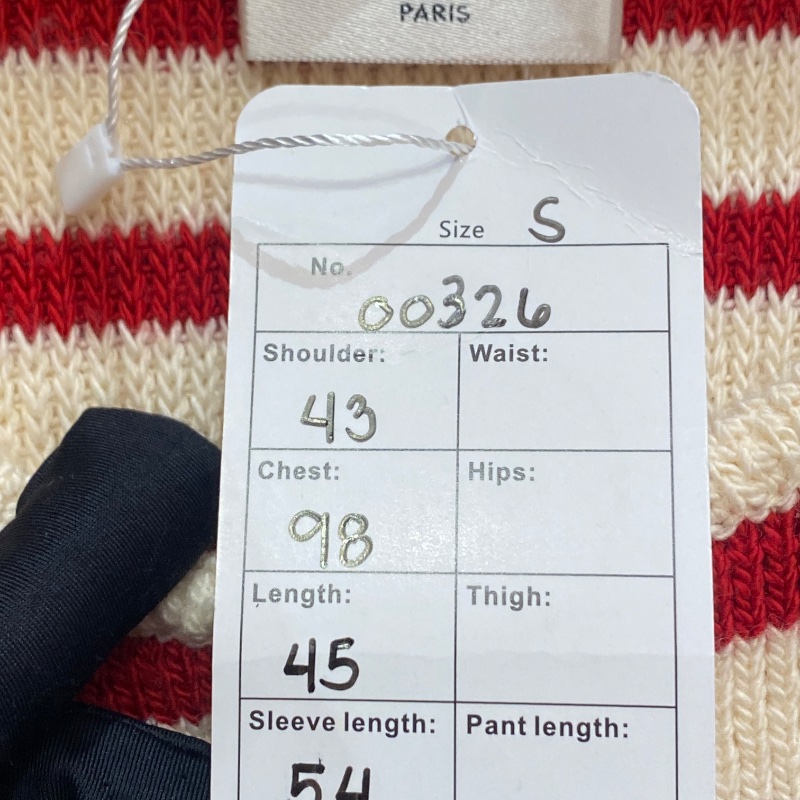 PARIS
Size S
No.
00326
Shoulder: Waist:
43
Chest: Hips:
98
Length: Thigh:
45
Sleeve length: Pant length:
54